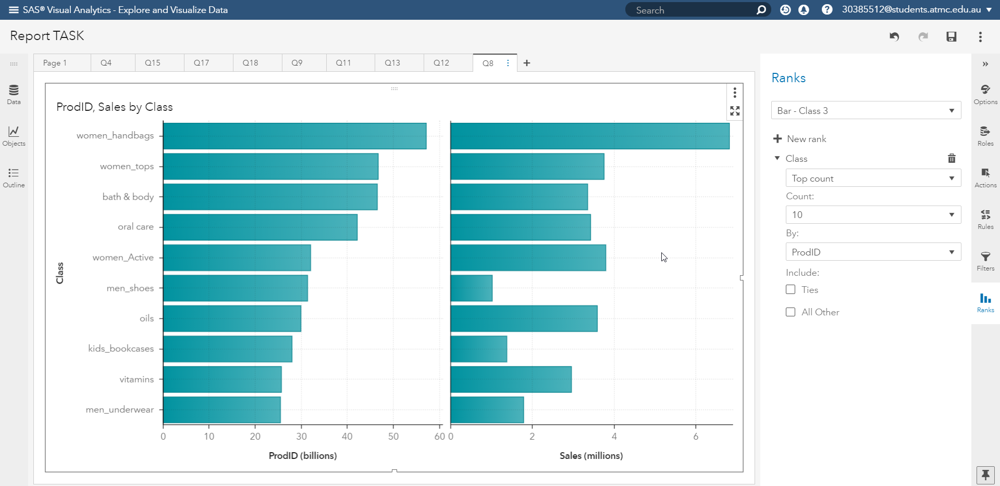 SAS® Visual Analytics - Explore and Visualize Data
Search
30385512@students.atmc.edu.au
Report TASK
Page 1
Q4
Q15
Q17
Q18
Q9
Q11
Q13
Q12
Q8
Data
Objects
Outline
ProdID, Sales by Class
Class
women_handbags
women_tops
bath & body
oral care
women_Active
men_shoes
oils
kids_bookcases
vitamins
men_underwear
0 10 20 30 40 50 60
0 2 4 6
ProdID (billions)
Sales (millions)
Ranks
Bar - Class 3
New rank
Class
Top count
Count:
10
By:
ProdID
Include:
Ties
All Other
Options
Roles
Actions
Rules
Filters
Ranks